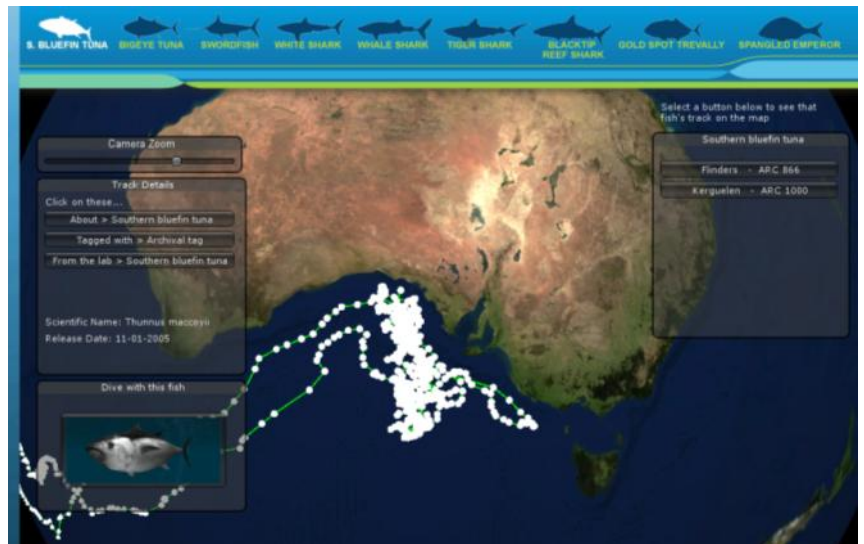 S. BLUEFIN TUNA
BIGEYE TUNA
SWORDFISH
WHITE SHARK
WHALE SHARK
TIGER SHARK
BLACKTIP
REEF SHARK
GOLD SPOT TREVALLY
SPANGLED EMPEROR
Select a button below to see that
fish's track on the map
Camera Zoom
Southern bluefin tuna
Flinders - ARC 866
Kerguelen - ARC 1000
Track Details
Click on these...
About > Southern bluefin tuna
Tagged with > Archival tag
From the lab > Southern bluefin tuna
Scientific Name: Thunnus maccoyii
Release Date: 11-01-2005
Dive with this fish